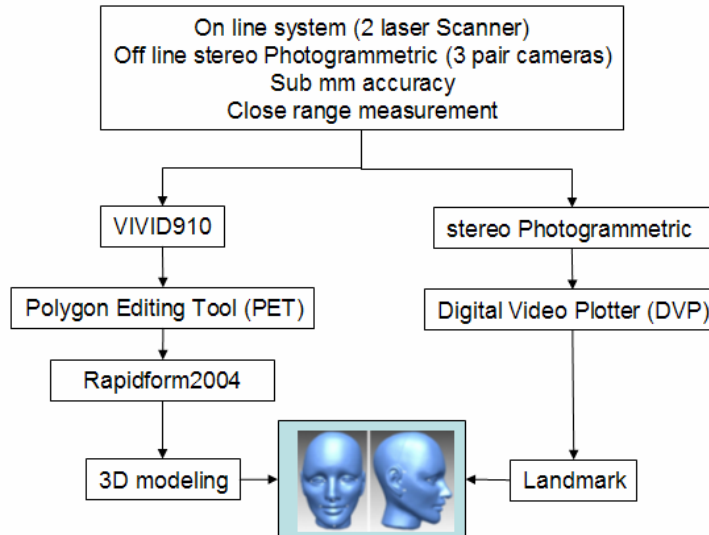 On line system (2 laser Scanner)
Off line stereo Photogrammetric (3 pair cameras)
Sub mm accuracy
Close range measurement
VIVID910
stereo Photogrammetric
Polygon Editing Tool (PET)
Digital Video Plotter (DVP)
Rapidform2004
3D modeling
Landmark